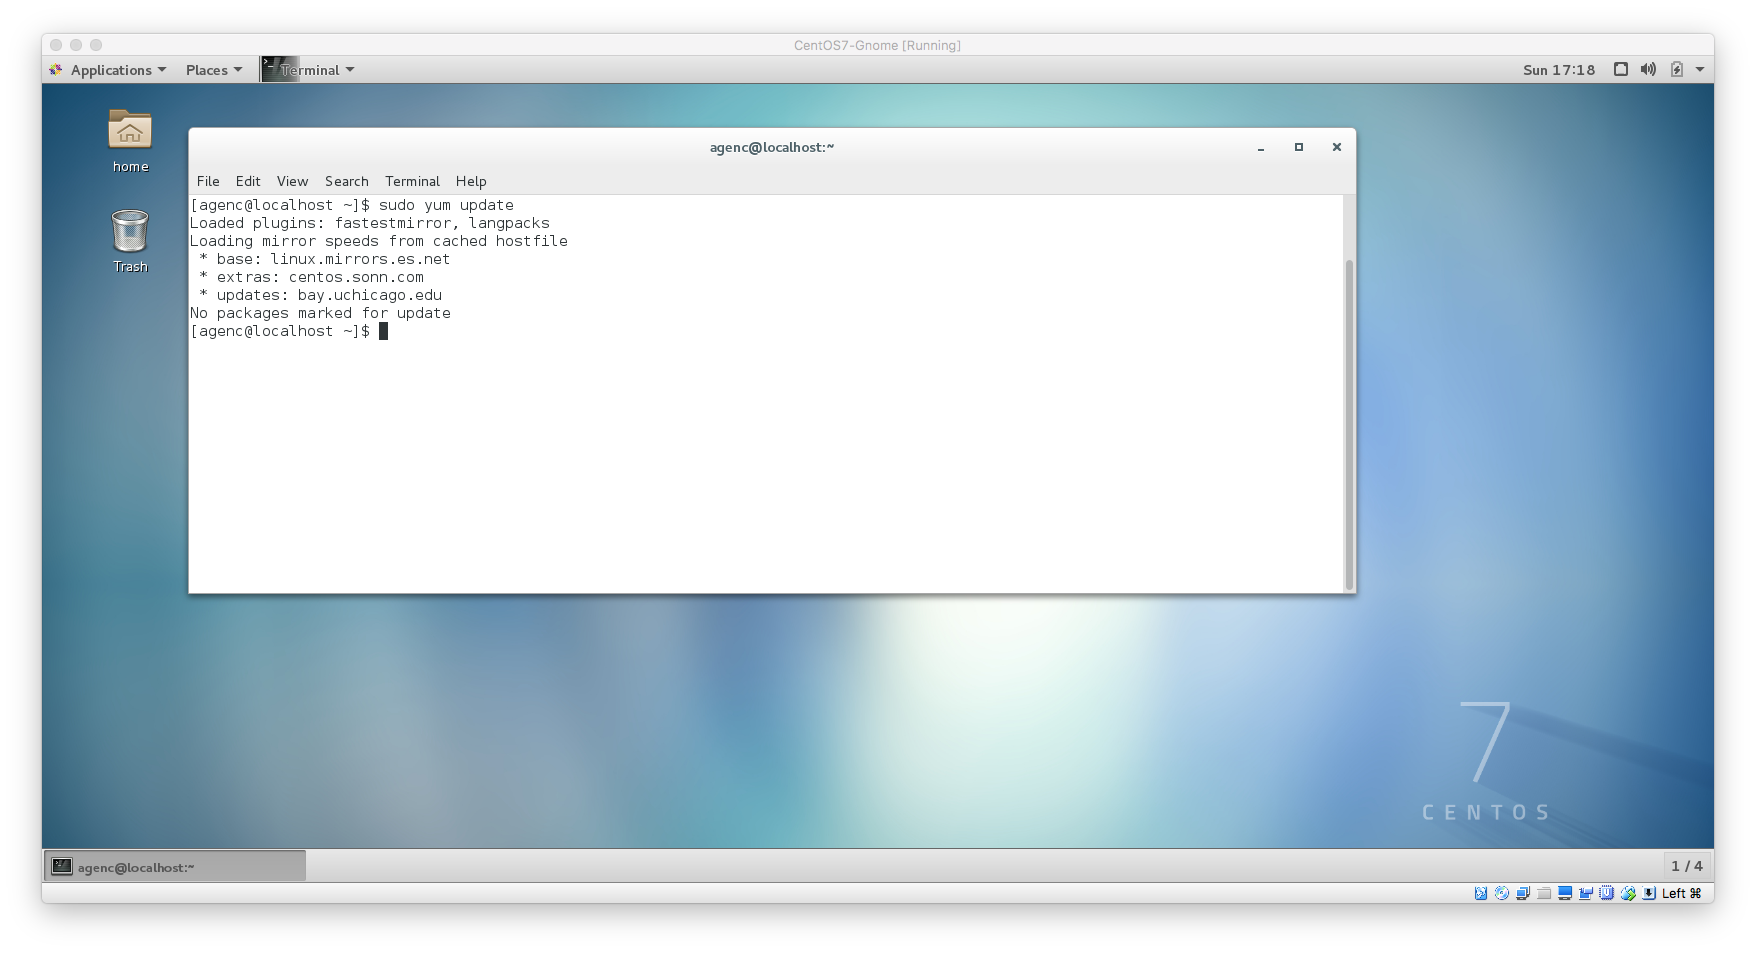 CentOS7-Gnome [Running]
Applications Places Terminal Sun 17:18
home
Trash
agenc@localhost:~
File Edit View Search Terminal Help
[agenc@localhost ~]$ sudo yum update
Loaded plugins: fastestmirror, langpacks
Loading mirror speeds from cached hostfile
* base: linux.mirrors.es.net
* extras: centos.sonn.com
* updates: bay.uchicago.edu
No packages marked for update
[agenc@localhost ~]$
7
CENTOS
agenc@localhost:~ 1 / 4
Left ⌘